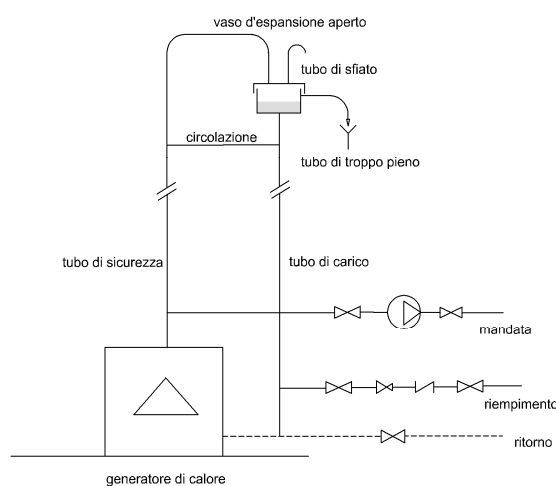 vaso d'espansione aperto
tubo di sfiato
circolazione
tubo di troppo pieno
tubo di sicurezza
tubo di carico
mandata
riempimento
ritorno
generatore di calore